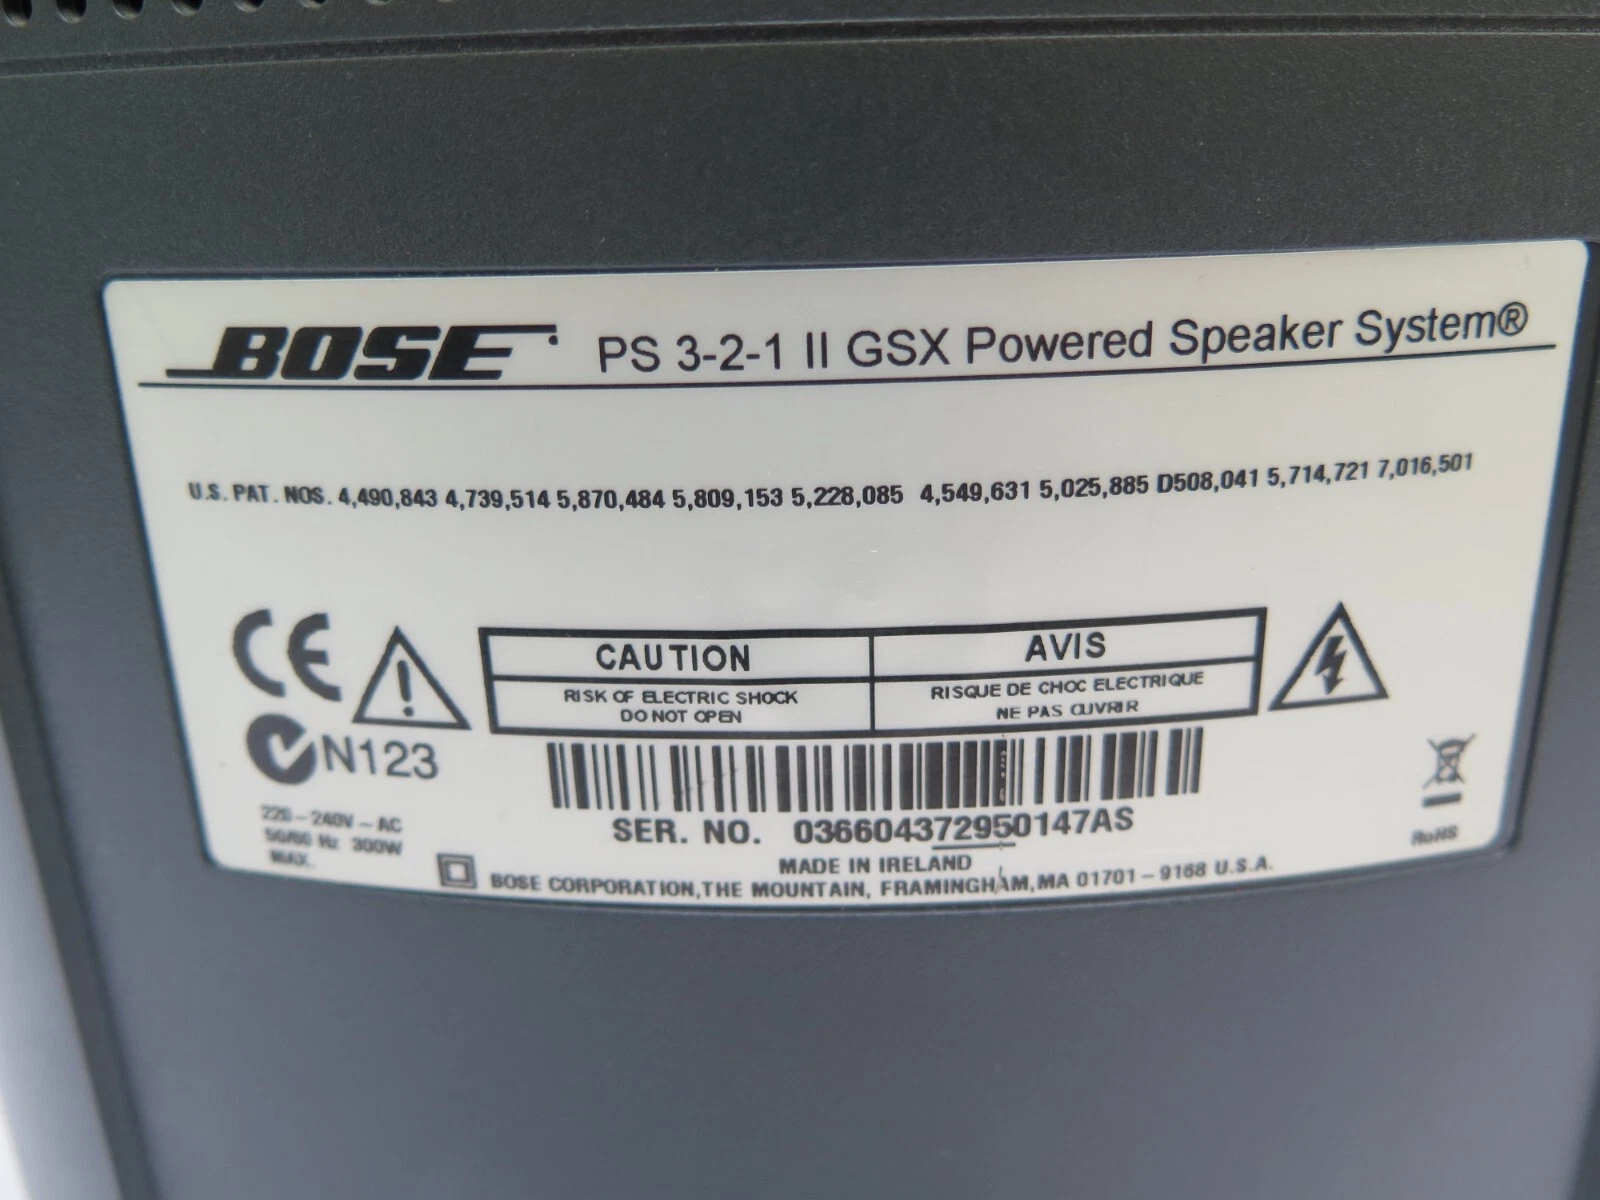 BOSE PS 3-2-1 II GSX Powered Speaker System®
U.S. PAT. NOS. 4,490,843 4,739,514 5,870,484 5,809,153 5,228,085 4,549,631 5,025,885 D508,041 5,714,721 7,016,501
CE
CAUTION
RISK OF ELECTRIC SHOCK
DO NOT OPEN
AVIS
RISQUE DE CHOC ELECTRIQUE
NE PAS OUVRIR
N123
220-240V ~ AC
50/60 Hz 300W
MAX.
SER. NO. 036604372950147AS
MADE IN IRELAND
BOSE CORPORATION, THE MOUNTAIN, FRAMINGHAM, MA 01701-9168 U.S.A.
RoHS